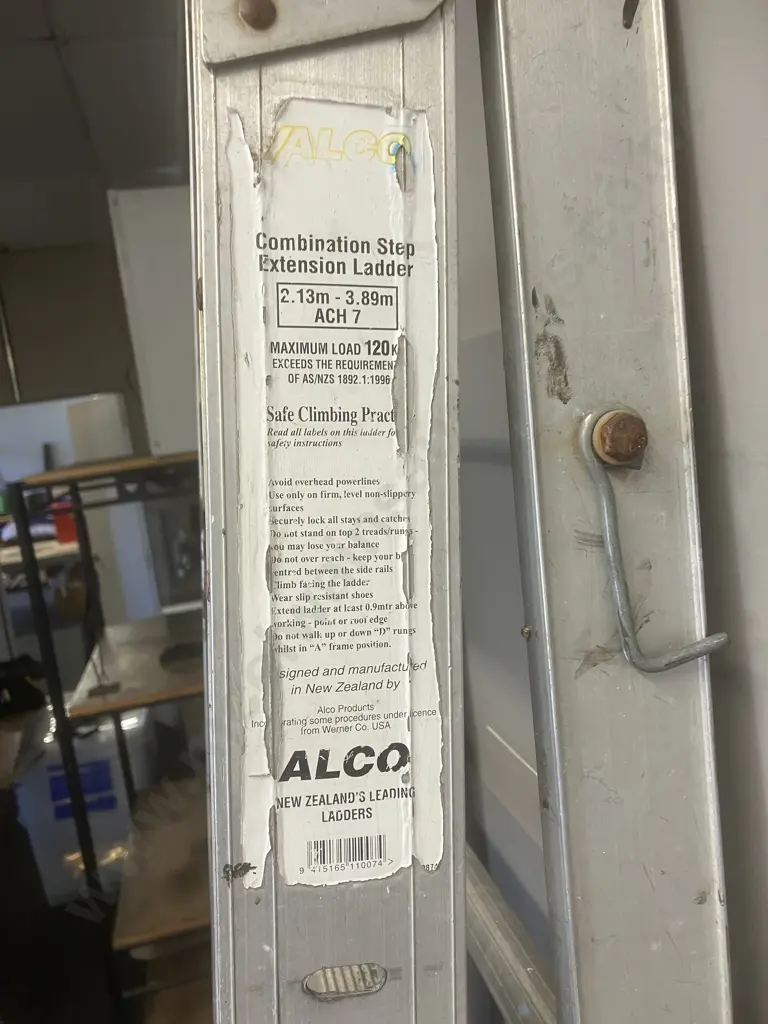 ALCO
Combination Step
Extension Ladder
2.13m - 3.89m
ACH 7
MAXIMUM LOAD 120K
EXCEEDS THE REQUIREMEN
OF AS/NZS 1892.1:1996
Safe Climbing Pract
Read all labels on this ladder fo
safety instructions
Avoid overhead powerlines
Use only on firm, level non-slippery
urfaces
Securely lock all stays and catches
Do not stand on top 2 treads/rungs -
you may lose your balance
Do not over reach - keep your b
entred between the side rails
Climb facing the ladder
Wear slip resistant shoes
Extend ladder at least 0.9mtr above
working - point or roof edge
Do not walk up or down "D" rungs
whilst in "A" frame position.
signed and manufactured
in New Zealand by
Alco Products
Inc rating some procedures under licence
from Werner Co. USA
ALCO
NEW ZEALAND'S LEADING
LADDERS
9 415165 110074 >